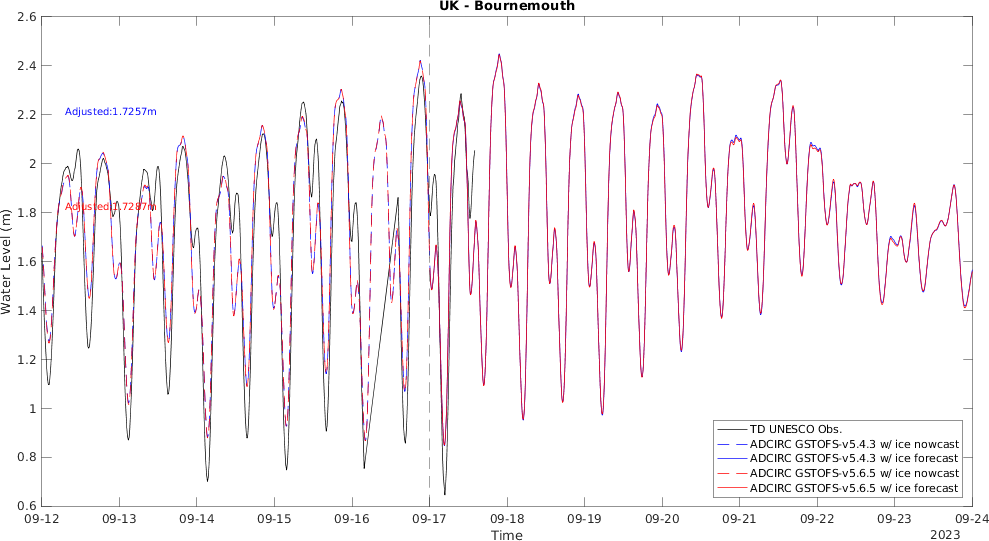 UK - Bournemouth
2.6
2.4
2.2
2
1.8
1.6
1.4
1.2
1
0.8
0.6
Water Level (m)
Adjusted:1.7257m
Adjusted:1.7287m
TD UNESCO Obs.
ADCIRC GSTOFS-v5.4.3 w/ ice nowcast
ADCIRC GSTOFS-v5.4.3 w/ ice forecast
ADCIRC GSTOFS-v5.6.5 w/ ice nowcast
ADCIRC GSTOFS-v5.6.5 w/ ice forecast
09-12 09-13 09-14 09-15 09-16 09-17 09-18 09-19 09-20 09-21 09-22 09-23 09-24
Time
2023